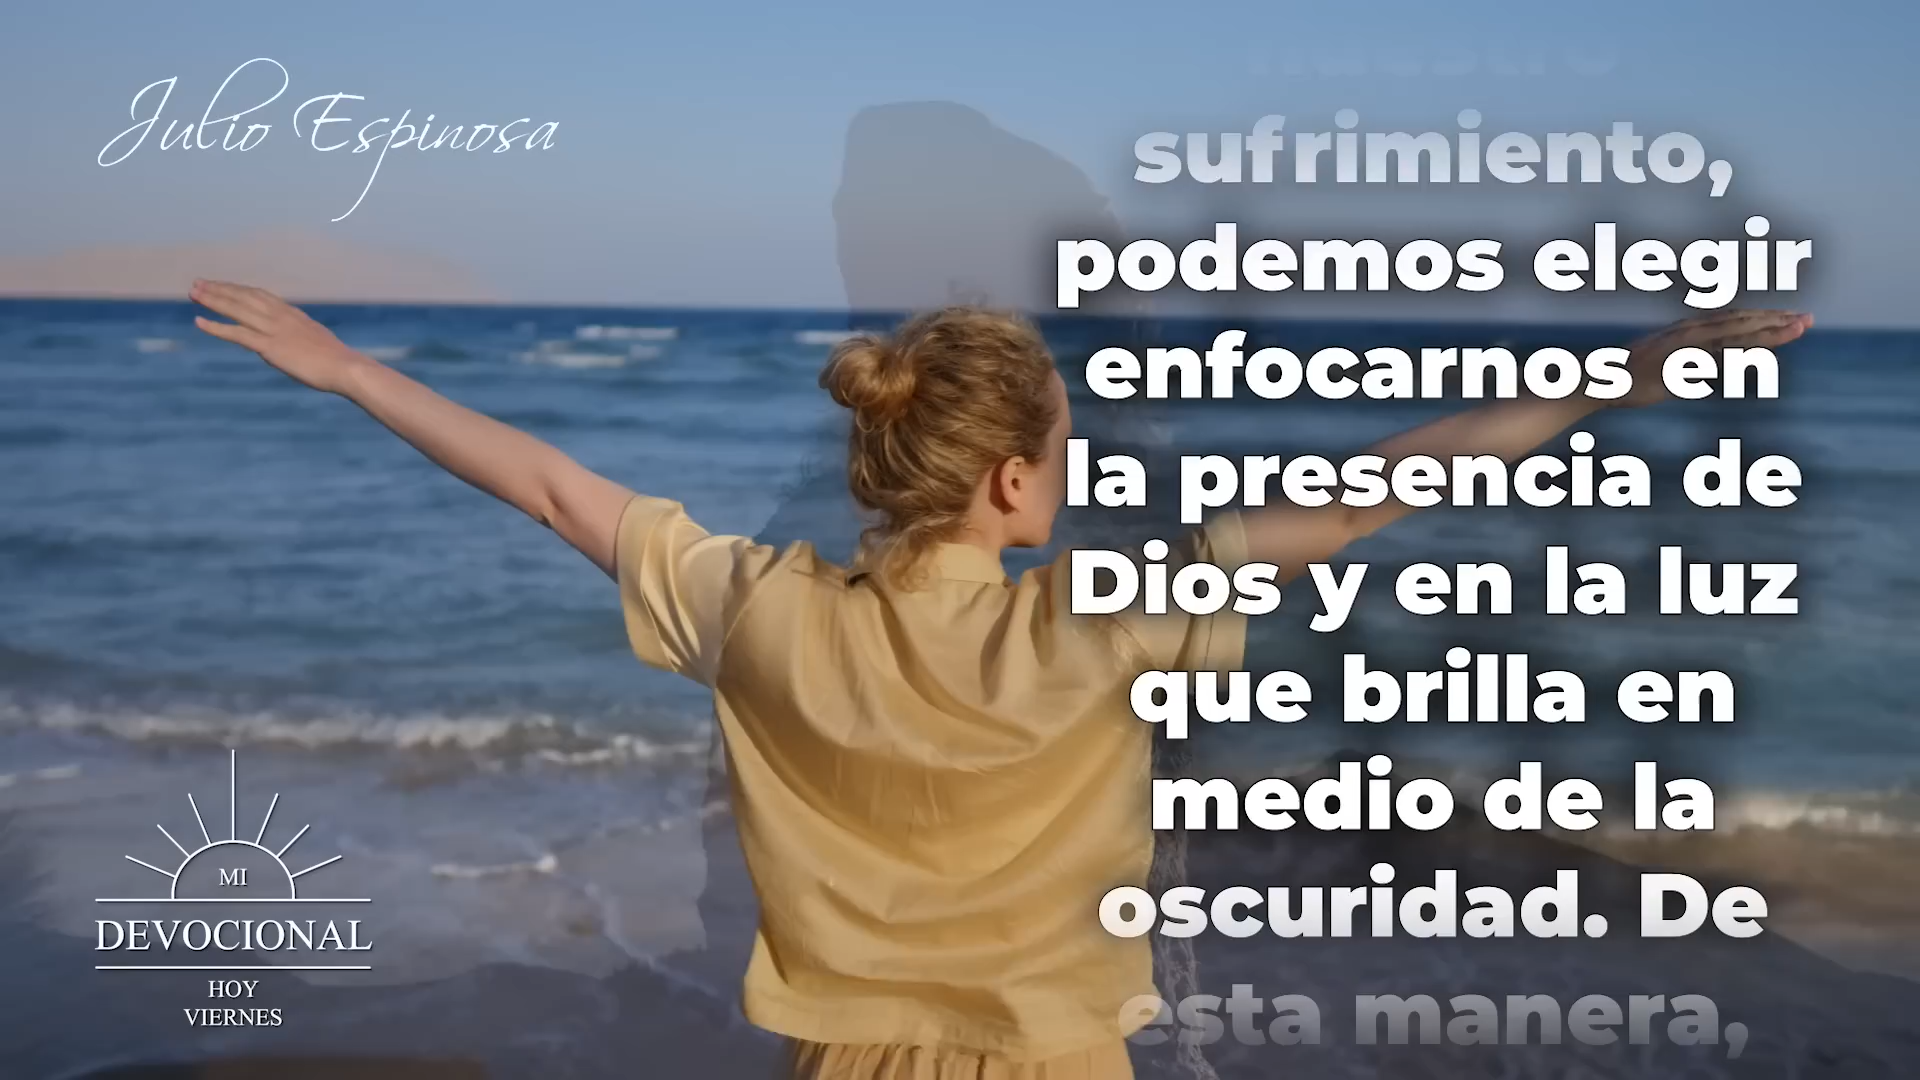 Julio Espinosa
sufrimiento,
podemos elegir
enfocarnos en
la presencia de
Dios y en la luz
que brilla en
medio de la
oscuridad. De
esta manera,
MI
DEVOCIONAL
HOY
VIERNES